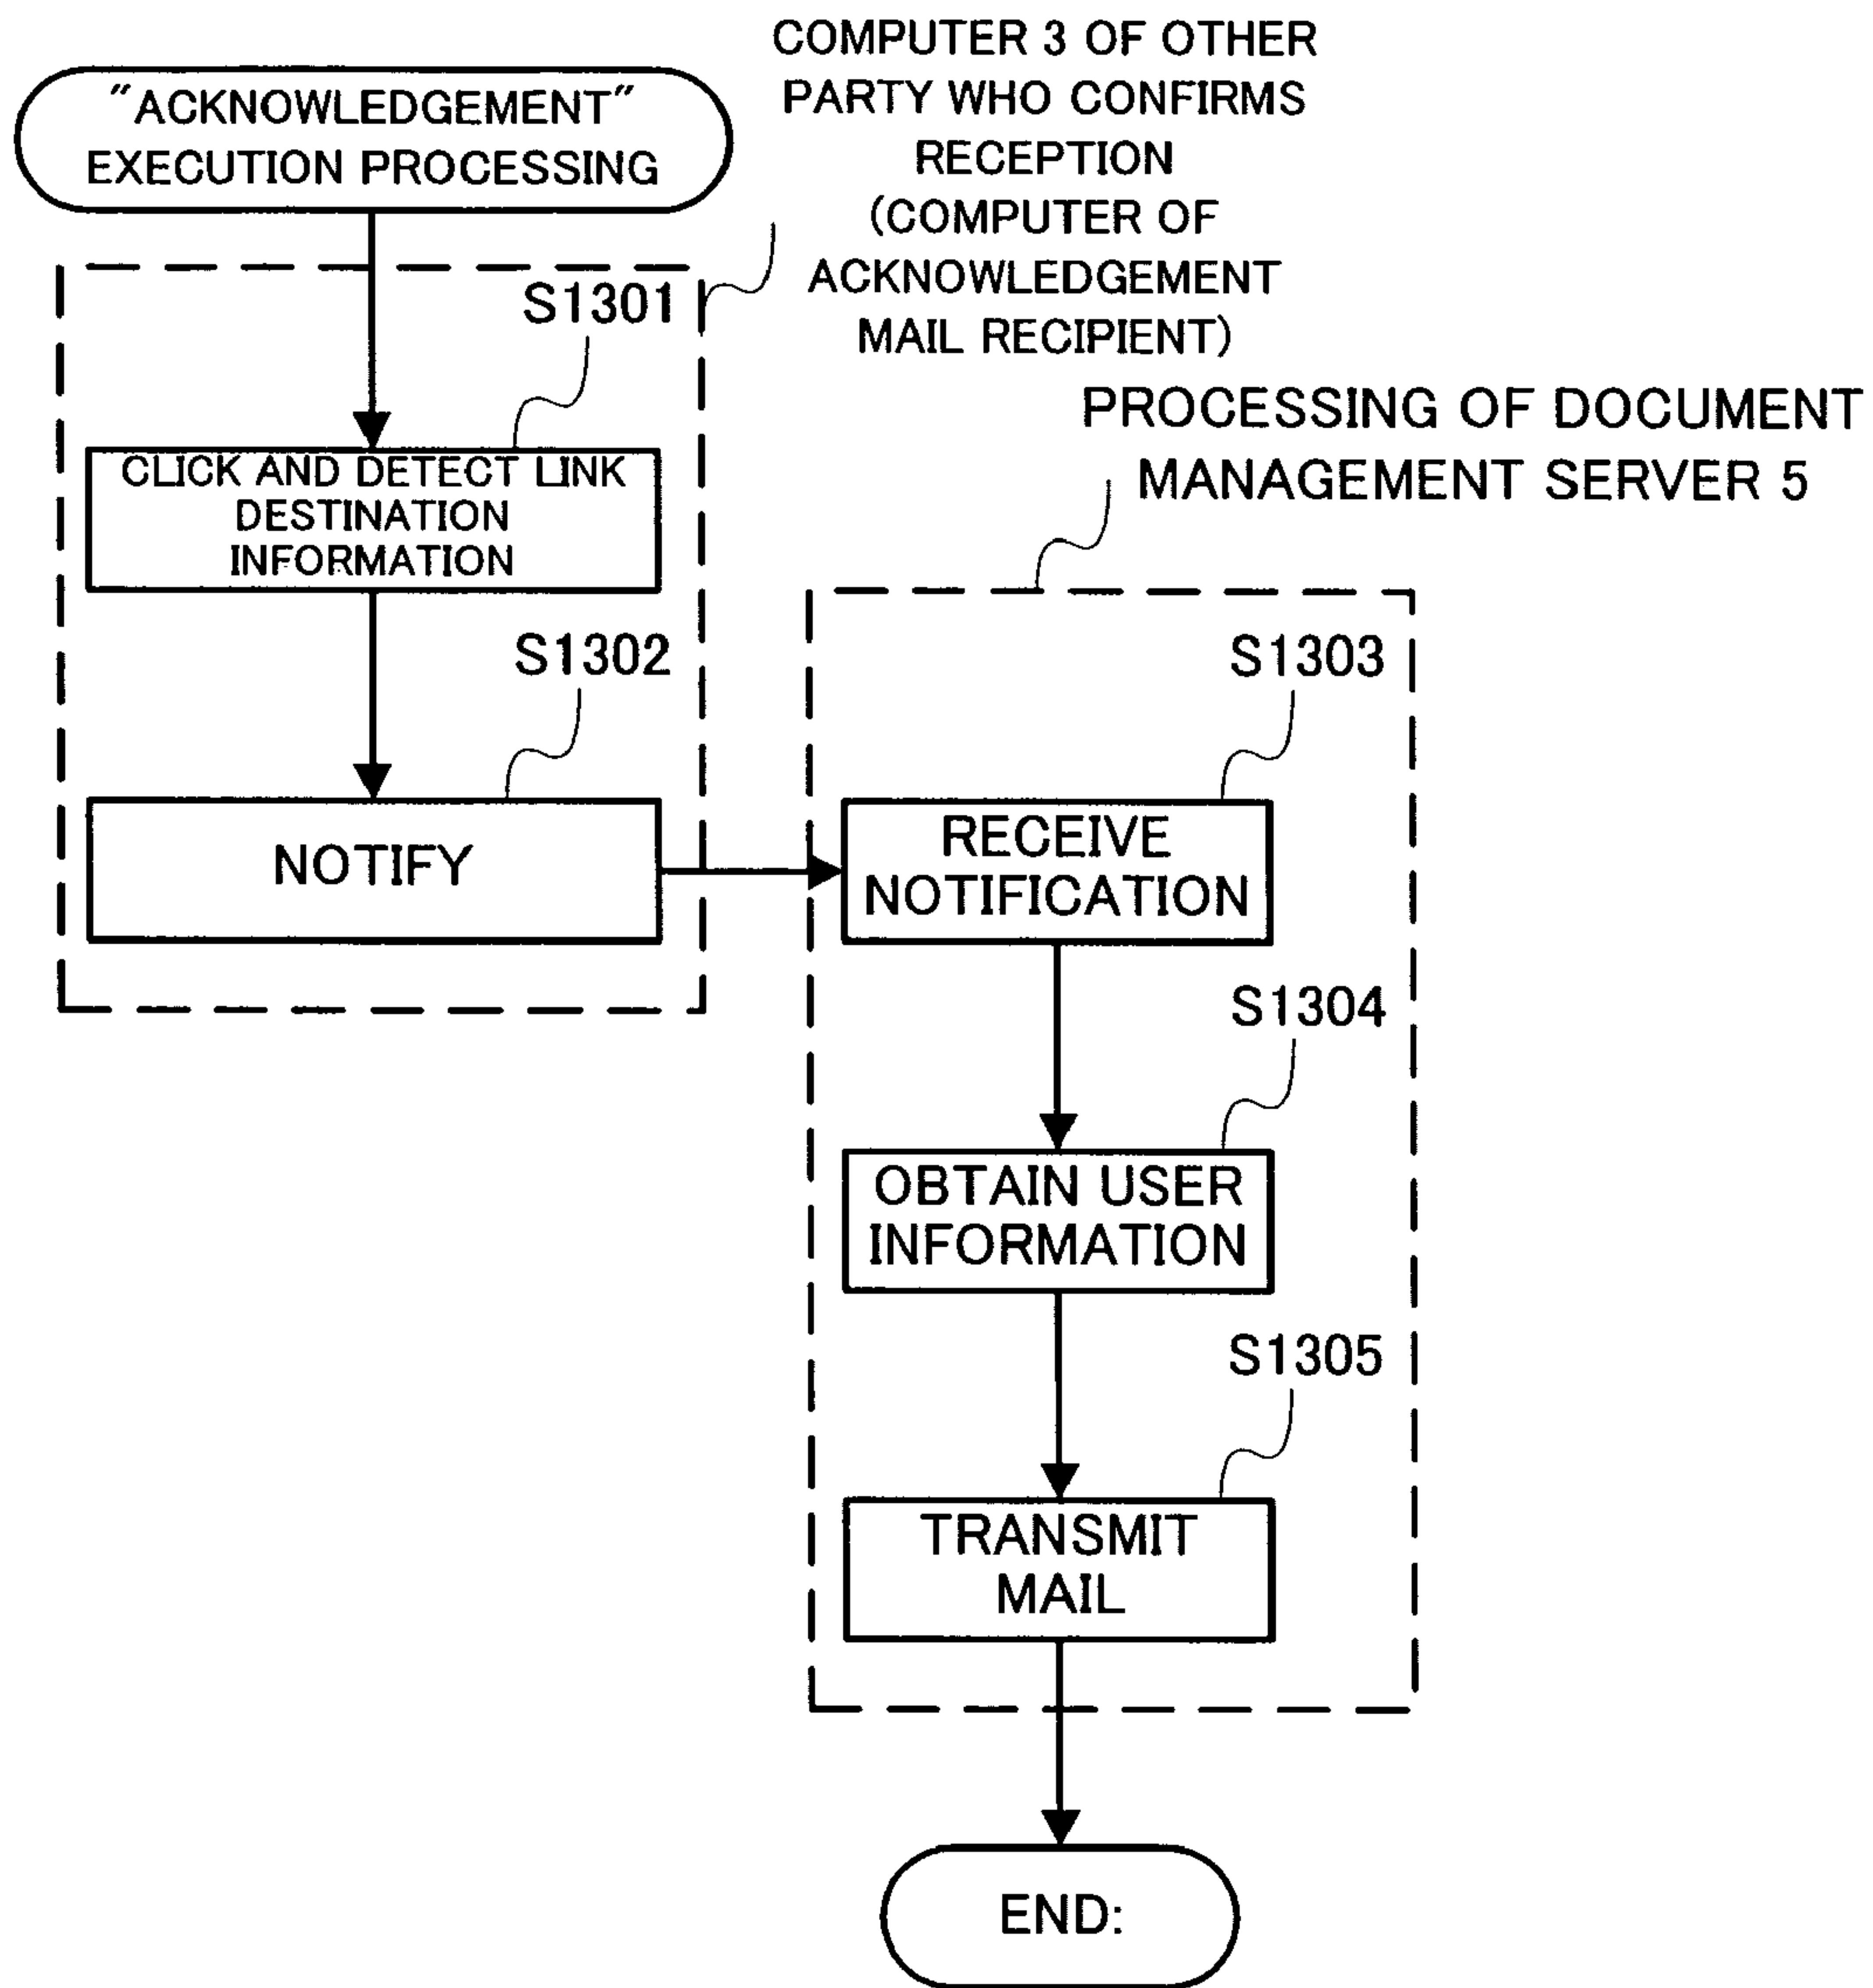 "ACKNOWLEDGEMENT"
EXECUTION PROCESSING
COMPUTER 3 OF OTHER
PARTY WHO CONFIRMS
RECEPTION
(COMPUTER OF
ACKNOWLEDGEMENT
MAIL RECIPIENT)
S1301
CLICK AND DETECT LINK
DESTINATION
INFORMATION
PROCESSING OF DOCUMENT
MANAGEMENT SERVER 5
S1302
NOTIFY
S1303
RECEIVE
NOTIFICATION
S1304
OBTAIN USER
INFORMATION
S1305
TRANSMIT
MAIL
END: